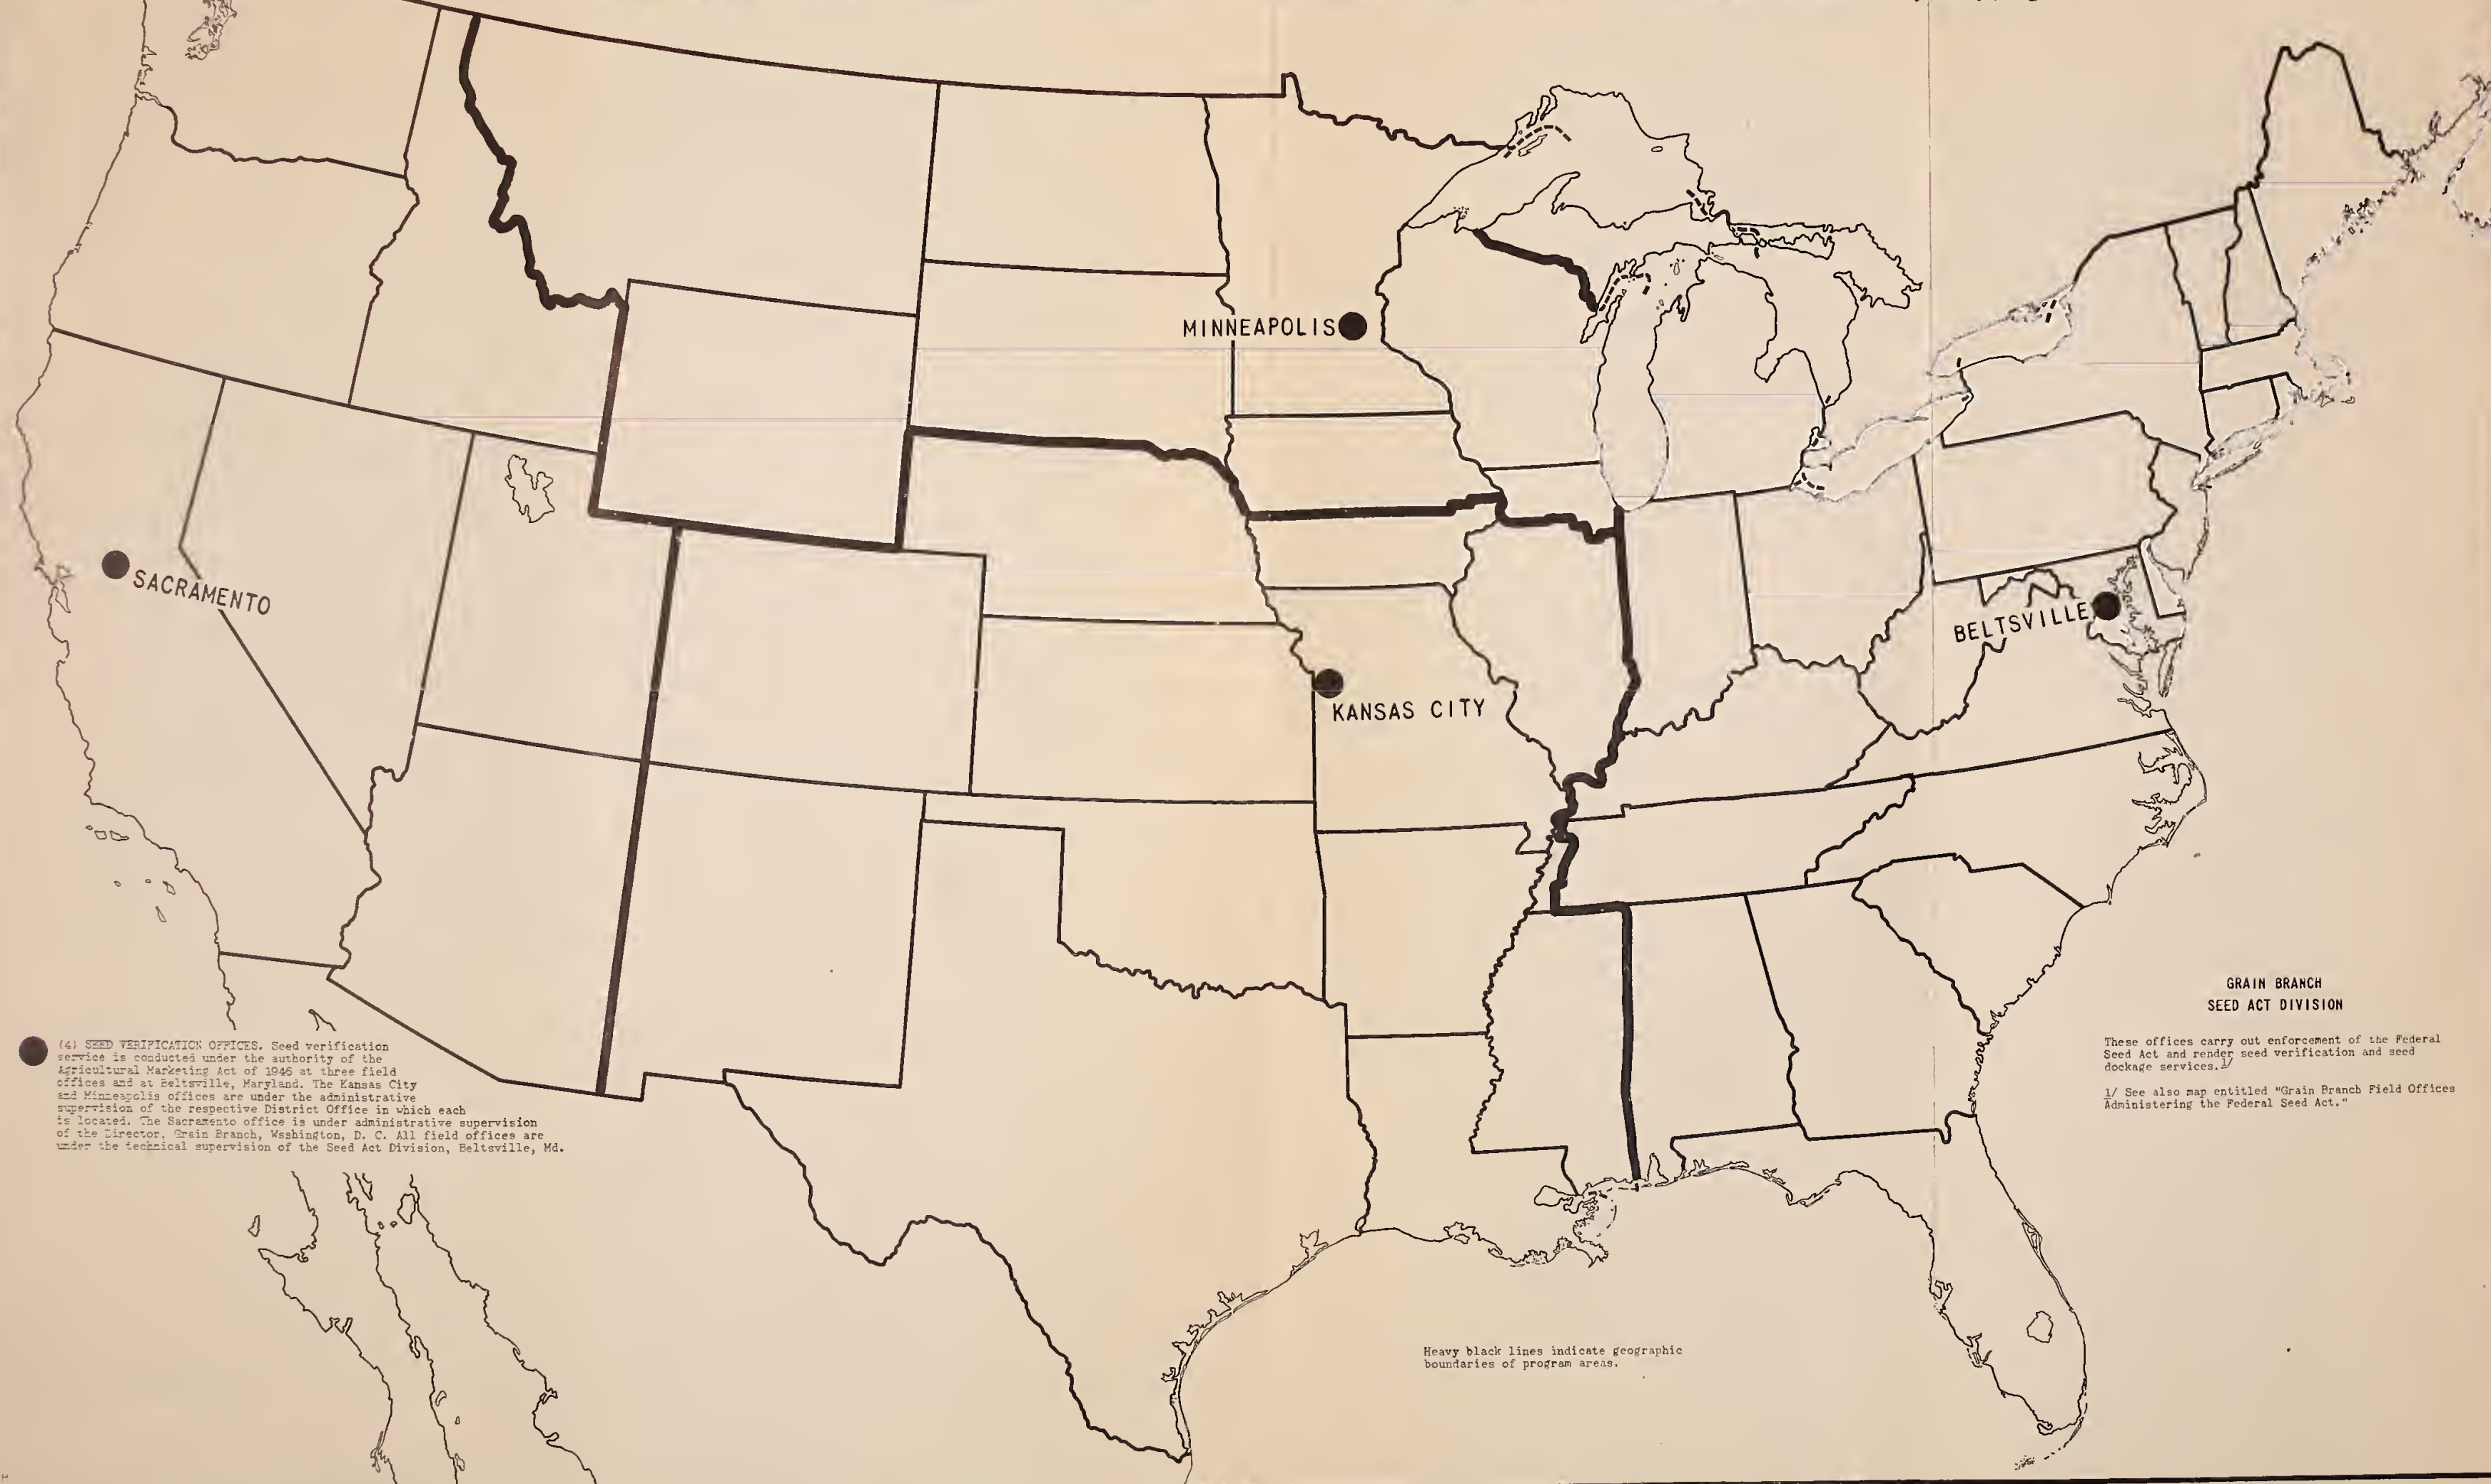 MINNEAPOLIS
SACRAMENTO
BELTSVILLE
KANSAS CITY
GRAIN BRANCH
SEED ACT DIVISION
These offices carry out enforcement of the Federal
Seed Act and render seed verification and seed
dockage services.1/
1/ See also map entitled "Grain Branch Field Offices
Administering the Federal Seed Act."
(4) SEED VERIFICATION OFFICES. Seed verification
service is conducted under the authority of the
Agricultural Marketing Act of 1946 at three field
offices and at Beltsville, Maryland. The Kansas City
and Minneapolis offices are under the administrative
supervision of the respective District Office in which each
is located. The Sacramento office is under administrative supervision
of the Director, Grain Branch, Washington, D. C. All field offices are
under the technical supervision of the Seed Act Division, Beltsville, Md.
Heavy black lines indicate geographic
boundaries of program areas.